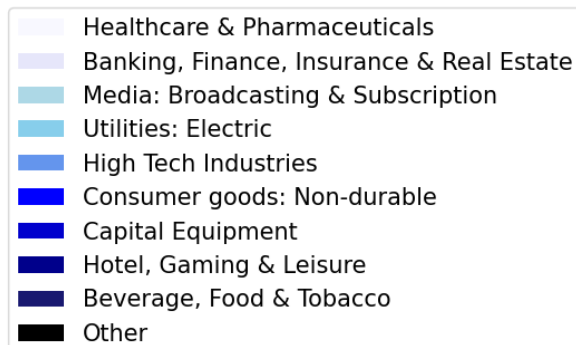 Healthcare & Pharmaceuticals
Banking, Finance, Insurance & Real Estate
Media: Broadcasting & Subscription
Utilities: Electric
High Tech Industries
Consumer goods: Non-durable
Capital Equipment
Hotel, Gaming & Leisure
Beverage, Food & Tobacco
Other